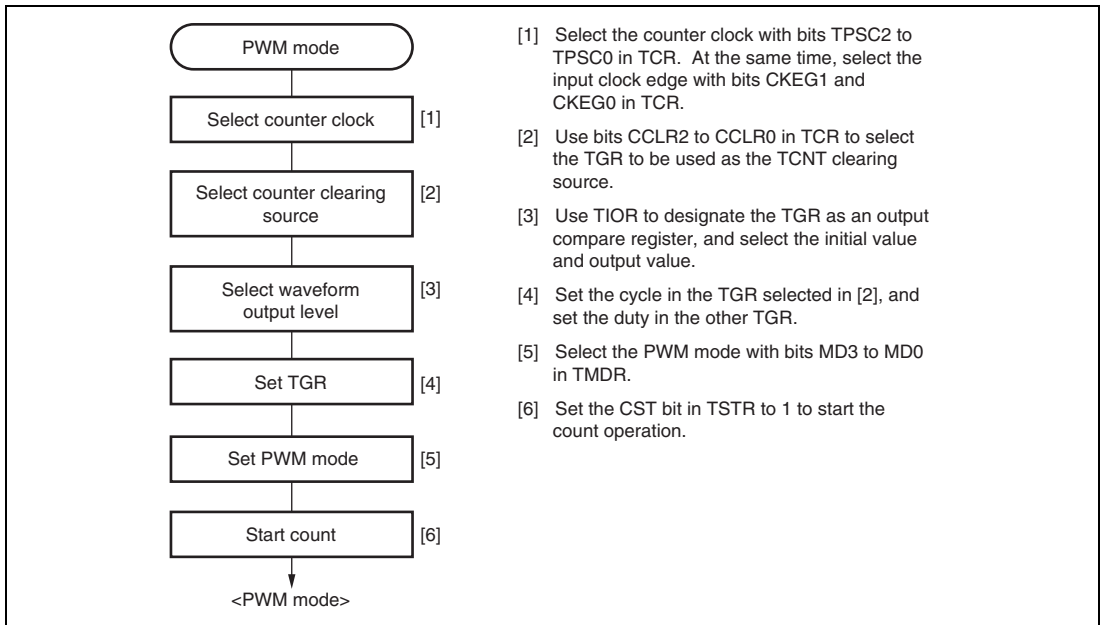 PWM mode
Select counter clock
[1]
Select counter clearing
source
[2]
Select waveform
output level
[3]
Set TGR
[4]
Set PWM mode
[5]
Start count
[6]
<PWM mode>
[1] Select the counter clock with bits TPSC2 to
TPSC0 in TCR. At the same time, select the
input clock edge with bits CKEG1 and
CKEG0 in TCR.
[2] Use bits CCLR2 to CCLR0 in TCR to select
the TGR to be used as the TCNT clearing
source.
[3] Use TIOR to designate the TGR as an output
compare register, and select the initial value
and output value.
[4] Set the cycle in the TGR selected in [2], and
set the duty in the other TGR.
[5] Select the PWM mode with bits MD3 to MD0
in TMDR.
[6] Set the CST bit in TSTR to 1 to start the
count operation.